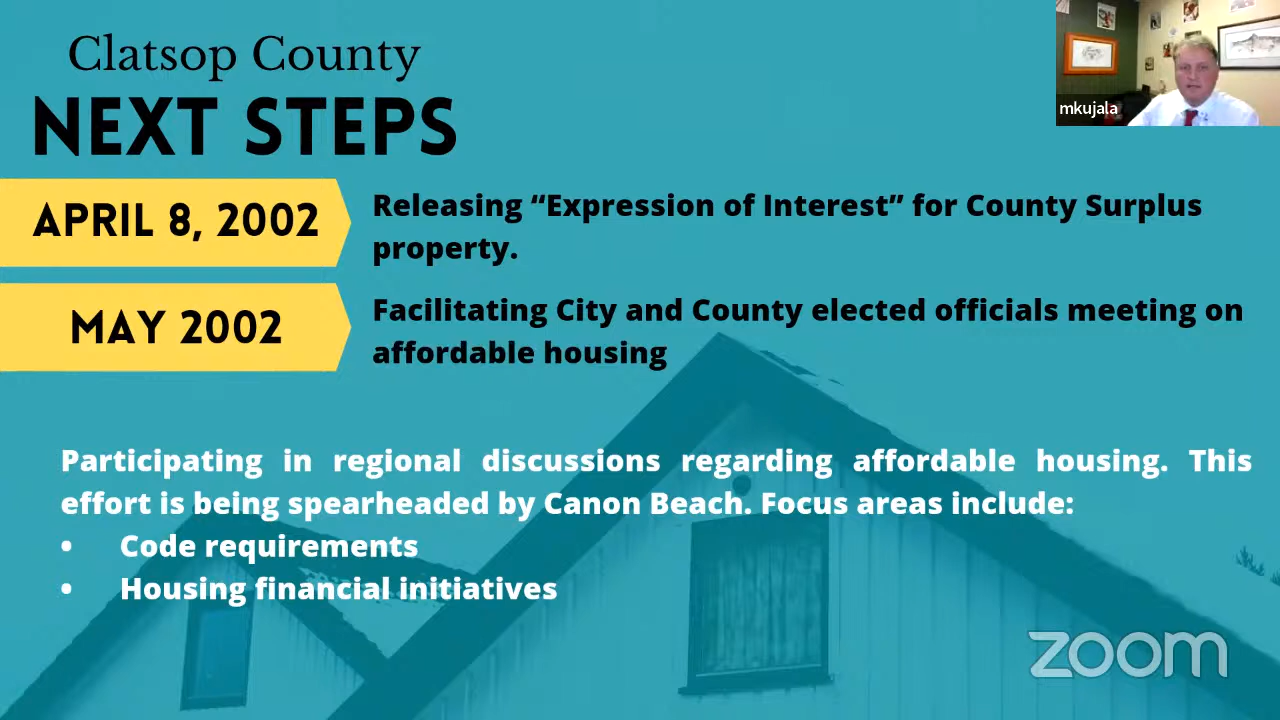 Clatsop County
NEXT STEPS
mkujala
APRIL 8, 2002
Releasing “Expression of Interest” for County Surplus
property.
MAY 2002
Facilitating City and County elected officials meeting on
affordable housing
Participating in regional discussions regarding affordable housing. This
effort is being spearheaded by Canon Beach. Focus areas include:
• Code requirements
• Housing financial initiatives
zoom